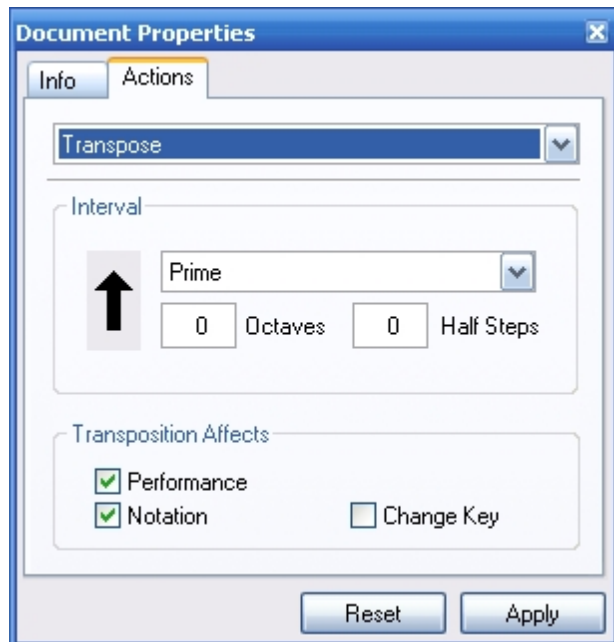 Document Properties
Info Actions
Transpose
Interval
Prime
0 Octaves 0 Half Steps
Transposition Affects
Performance
Notation Change Key
Reset Apply